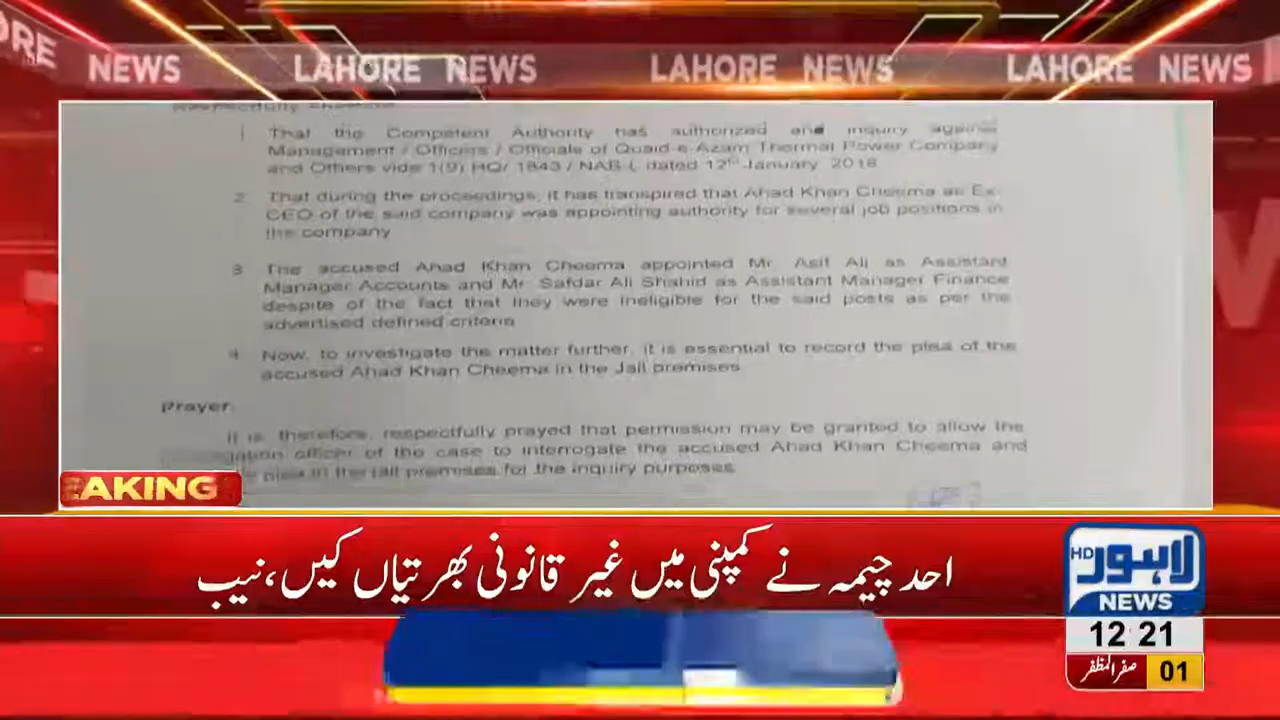 ORE NEWS LAHORE NEWS LAHORE NEWS LAHORE NEWS
Respectfully
1 That the Competent Authority has authorized and inquiry against
Management / Officers / Officials of Quaid-e-Azam Thermal Power Company
and Others vide 1(9) HQ/ 1843 / NAB-L dated 12th January 2018
2 That during the proceedings, it has transpired that Ahad Khan Cheema as Ex-
CEO of the said company was appointing authority for several job positions in
the company
3 The accused Ahad Khan Cheema appointed Mr. Asif Ali as Assistant
Manager Accounts and Mr. Safdar Ali Shahid as Assistant Manager Finance
despite of the fact that they were ineligible for the said posts as per the
advertised defined criteria
4 Now, to investigate the matter further, it is essential to record the plea of the
accused Ahad Khan Cheema in the Jail premises
Prayer:
It is, therefore, respectfully prayed that permission may be granted to allow the
gation officer of the case to interrogate the accused Ahad Khan Cheema and
plea in the jail premises for the inquiry purposes
EAKING
احد چیمہ نے کمپنی میں غیر قانونی بھرتیاں کیں، نیب
لاہور HD
NEWS
12 21
صفر المظفر 01